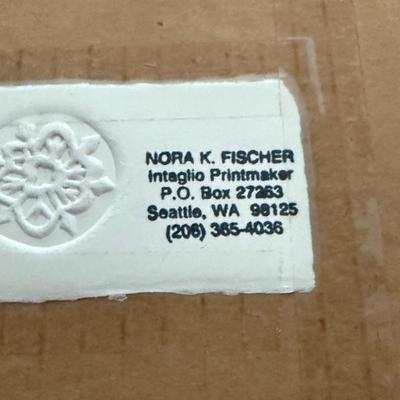 NORA K. FISCHER
Intaglio Printmaker
P.O. Box 27263
Seattle, WA 98125
(206) 365-4036